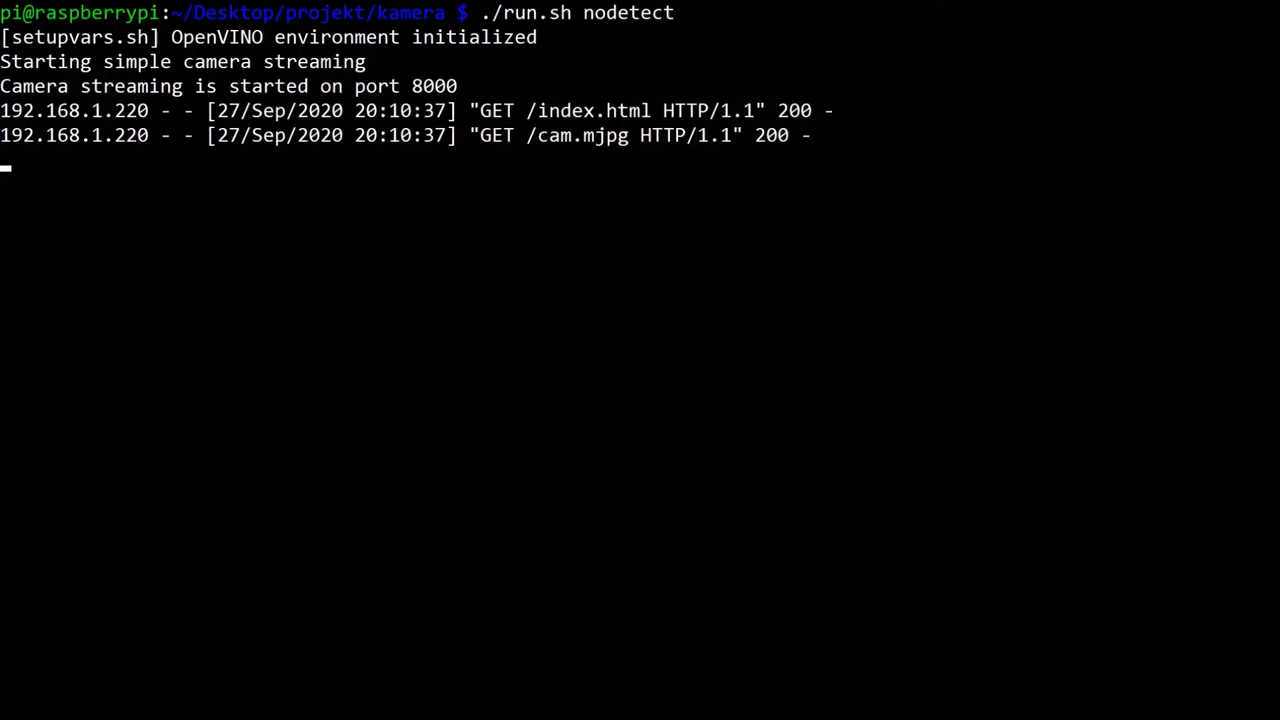 pi@raspberrypi:~/Desktop/projekt/kamera $ ./run.sh nodetect
[setupvars.sh] OpenVINO environment initialized
Starting simple camera streaming
Camera streaming is started on port 8000
192.168.1.220 - - [27/Sep/2020 20:10:37] "GET /index.html HTTP/1.1" 200 -
192.168.1.220 - - [27/Sep/2020 20:10:37] "GET /cam.mjpg HTTP/1.1" 200 -